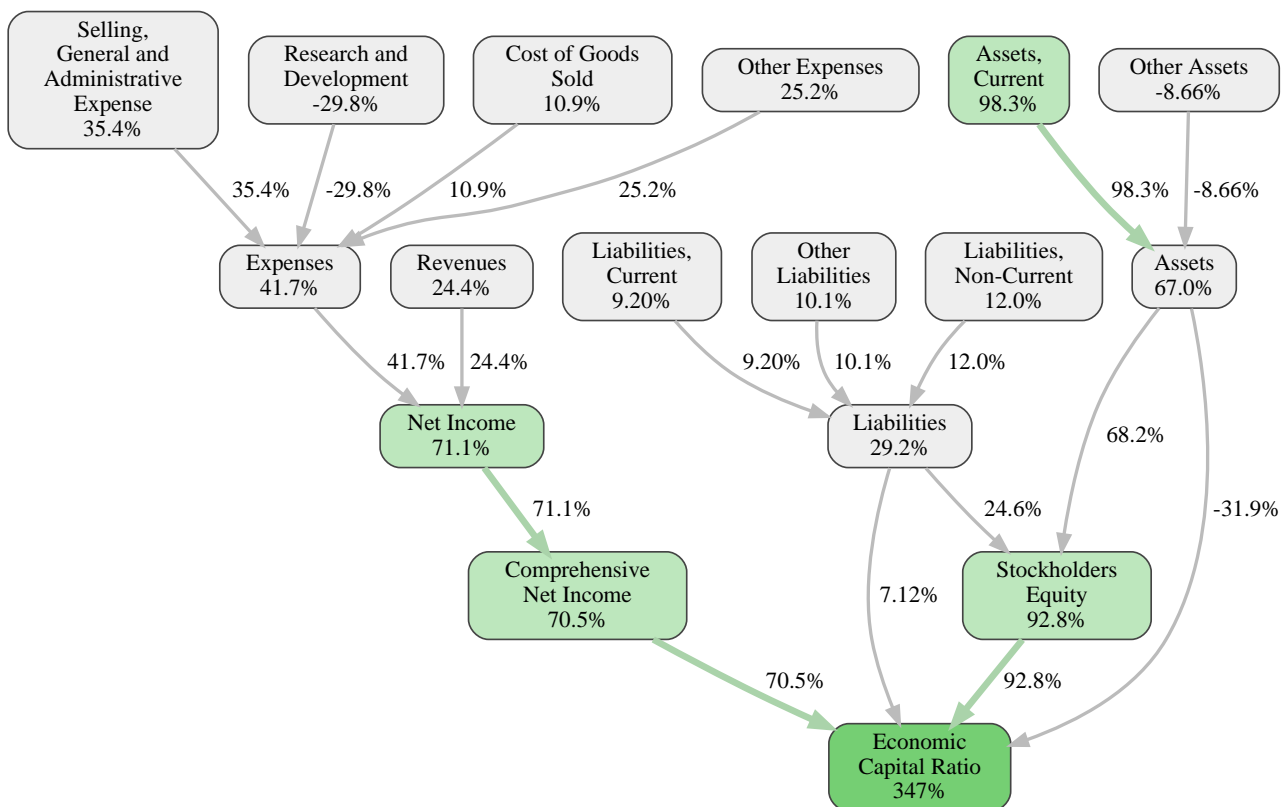 Selling,
General and
Administrative
Expense
35.4%
Research and
Development
-29.8%
Cost of Goods
Sold
10.9%
Other Expenses
25.2%
Assets,
Current
98.3%
Other Assets
-8.66%
35.4%
-29.8%
10.9%
25.2%
98.3%
-8.66%
Expenses
41.7%
Revenues
24.4%
Liabilities,
Current
9.20%
Other
Liabilities
10.1%
Liabilities,
Non-Current
12.0%
Assets
67.0%
41.7%
24.4%
9.20%
10.1%
12.0%
Net Income
71.1%
Liabilities
29.2%
68.2%
71.1%
24.6%
-31.9%
Comprehensive
Net Income
70.5%
7.12%
Stockholders
Equity
92.8%
70.5%
92.8%
Economic
Capital Ratio
347%